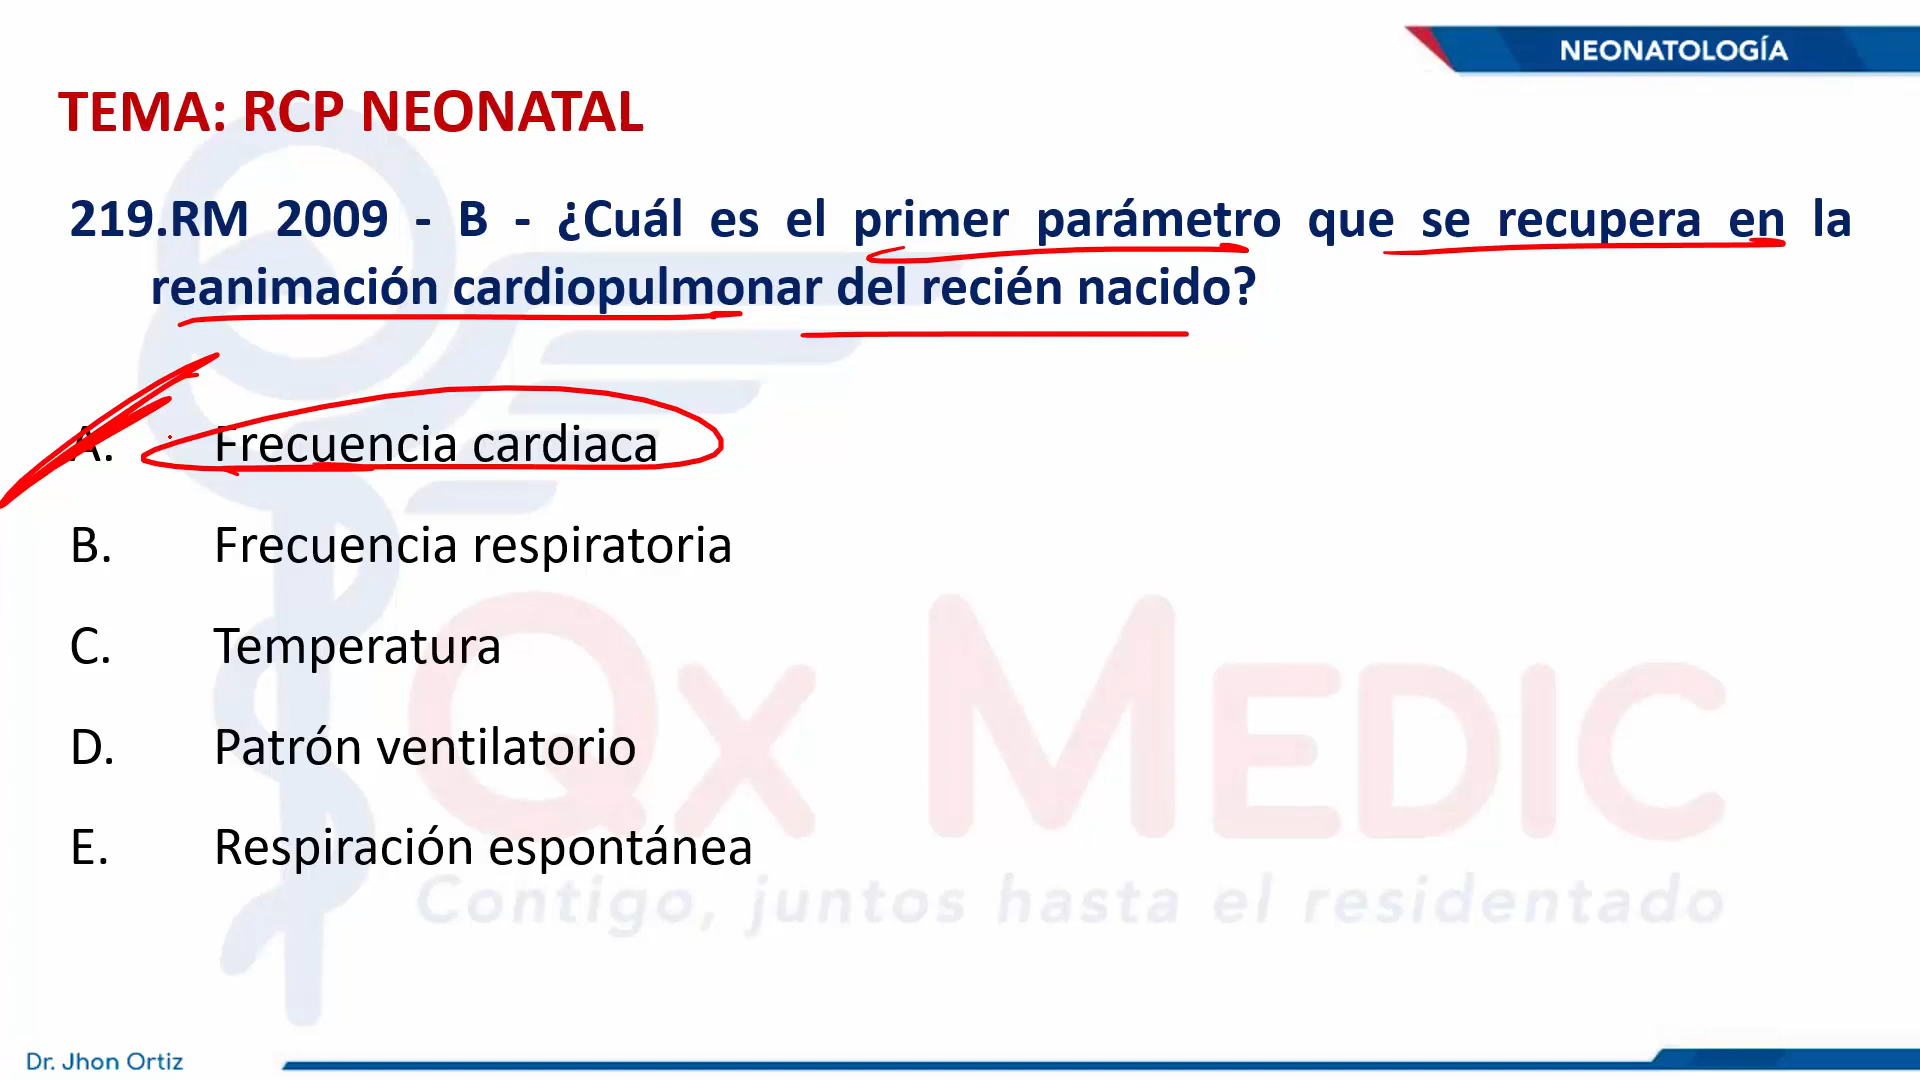 NEONATOLOGÍA
TEMA: RCP NEONATAL
219.RM 2009 - B - ¿Cuál es el primer parámetro que se recupera en la
reanimación cardiopulmonar del recién nacido?
A. Frecuencia cardiaca
B. Frecuencia respiratoria
C. Temperatura
D. Patrón ventilatorio
E. Respiración espontánea
Qx MEDIC
Contigo, juntos hasta el residentado
Dr. Jhon Ortiz